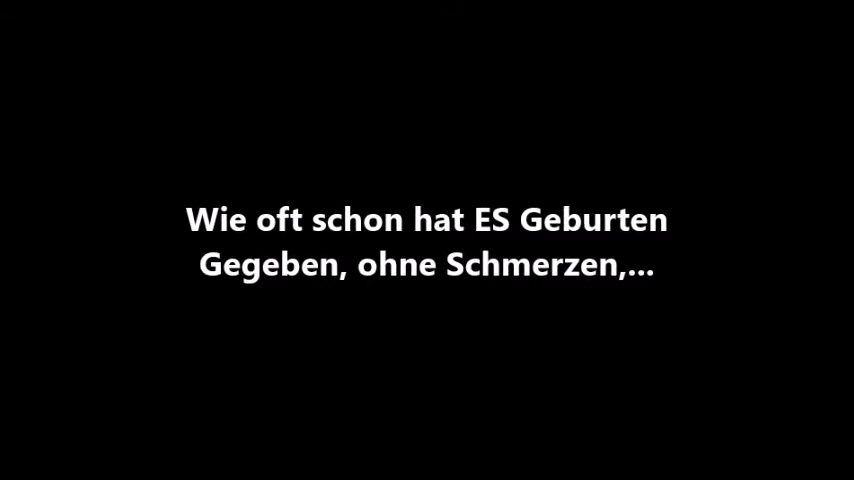 Wie oft schon hat ES Geburten
Gegeben, ohne Schmerzen,...